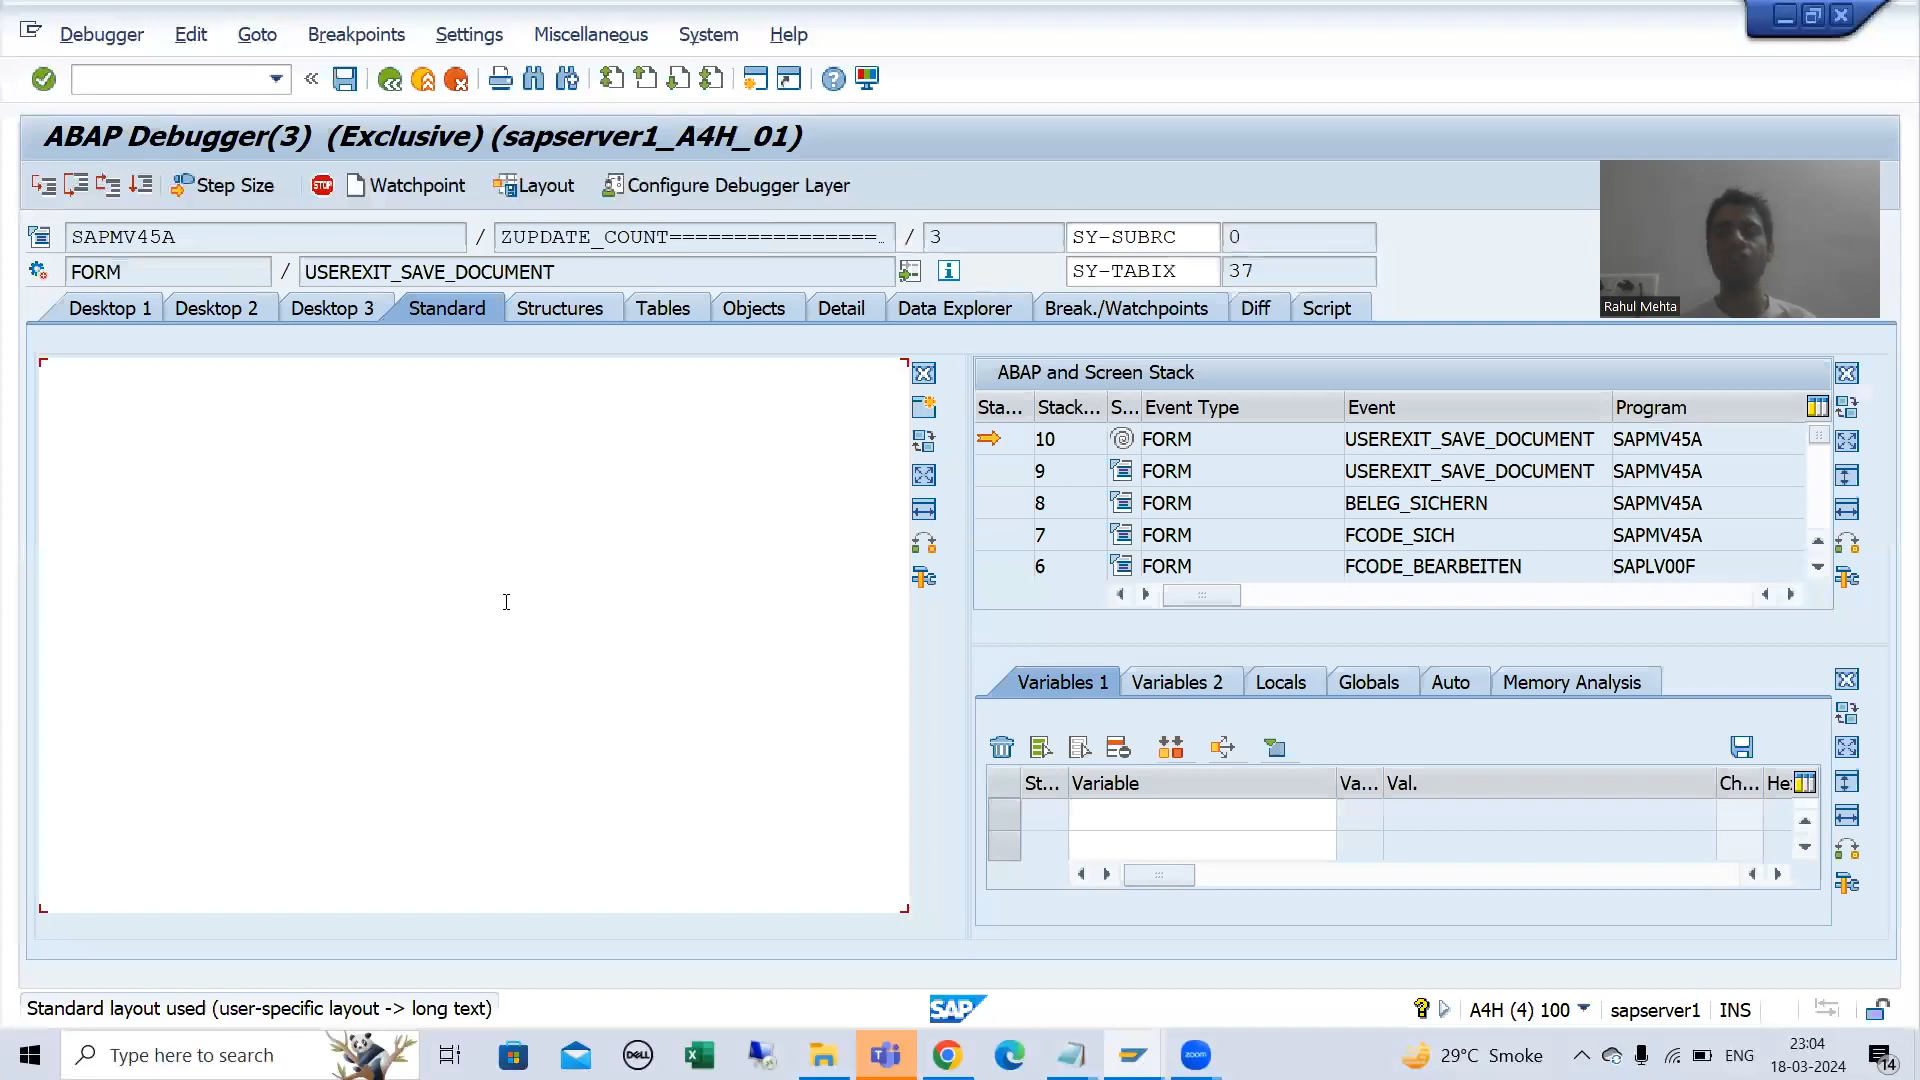 Debugger Edit Goto Breakpoints Settings Miscellaneous System Help
ABAP Debugger(3) (Exclusive) (sapserver1_A4H_01)
Step Size STOP Watchpoint Layout Configure Debugger Layer
SAPMV45A / ZUPDATE_COUNT================… / 3 SY-SUBRC 0
FORM / USEREXIT_SAVE_DOCUMENT SY-TABIX 37
Rahul Mehta
Desktop 1 Desktop 2 Desktop 3 Standard Structures Tables Objects Detail Data Explorer Break./Watchpoints Diff Script
ABAP and Screen Stack
Sta... Stack... S... Event Type Event Program
10 FORM USEREXIT_SAVE_DOCUMENT SAPMV45A
9 FORM USEREXIT_SAVE_DOCUMENT SAPMV45A
8 FORM BELEG_SICHERN SAPMV45A
7 FORM FCODE_SICH SAPMV45A
6 FORM FCODE_BEARBEITEN SAPLV00F
Variables 1 Variables 2 Locals Globals Auto Memory Analysis
St... Variable Va... Val. Ch... He
Standard layout used (user-specific layout -> long text)
SAP
A4H (4) 100 sapserver1 INS
Type here to search
DELL
zoom
29°C Smoke
ENG
23:04
18-03-2024
14